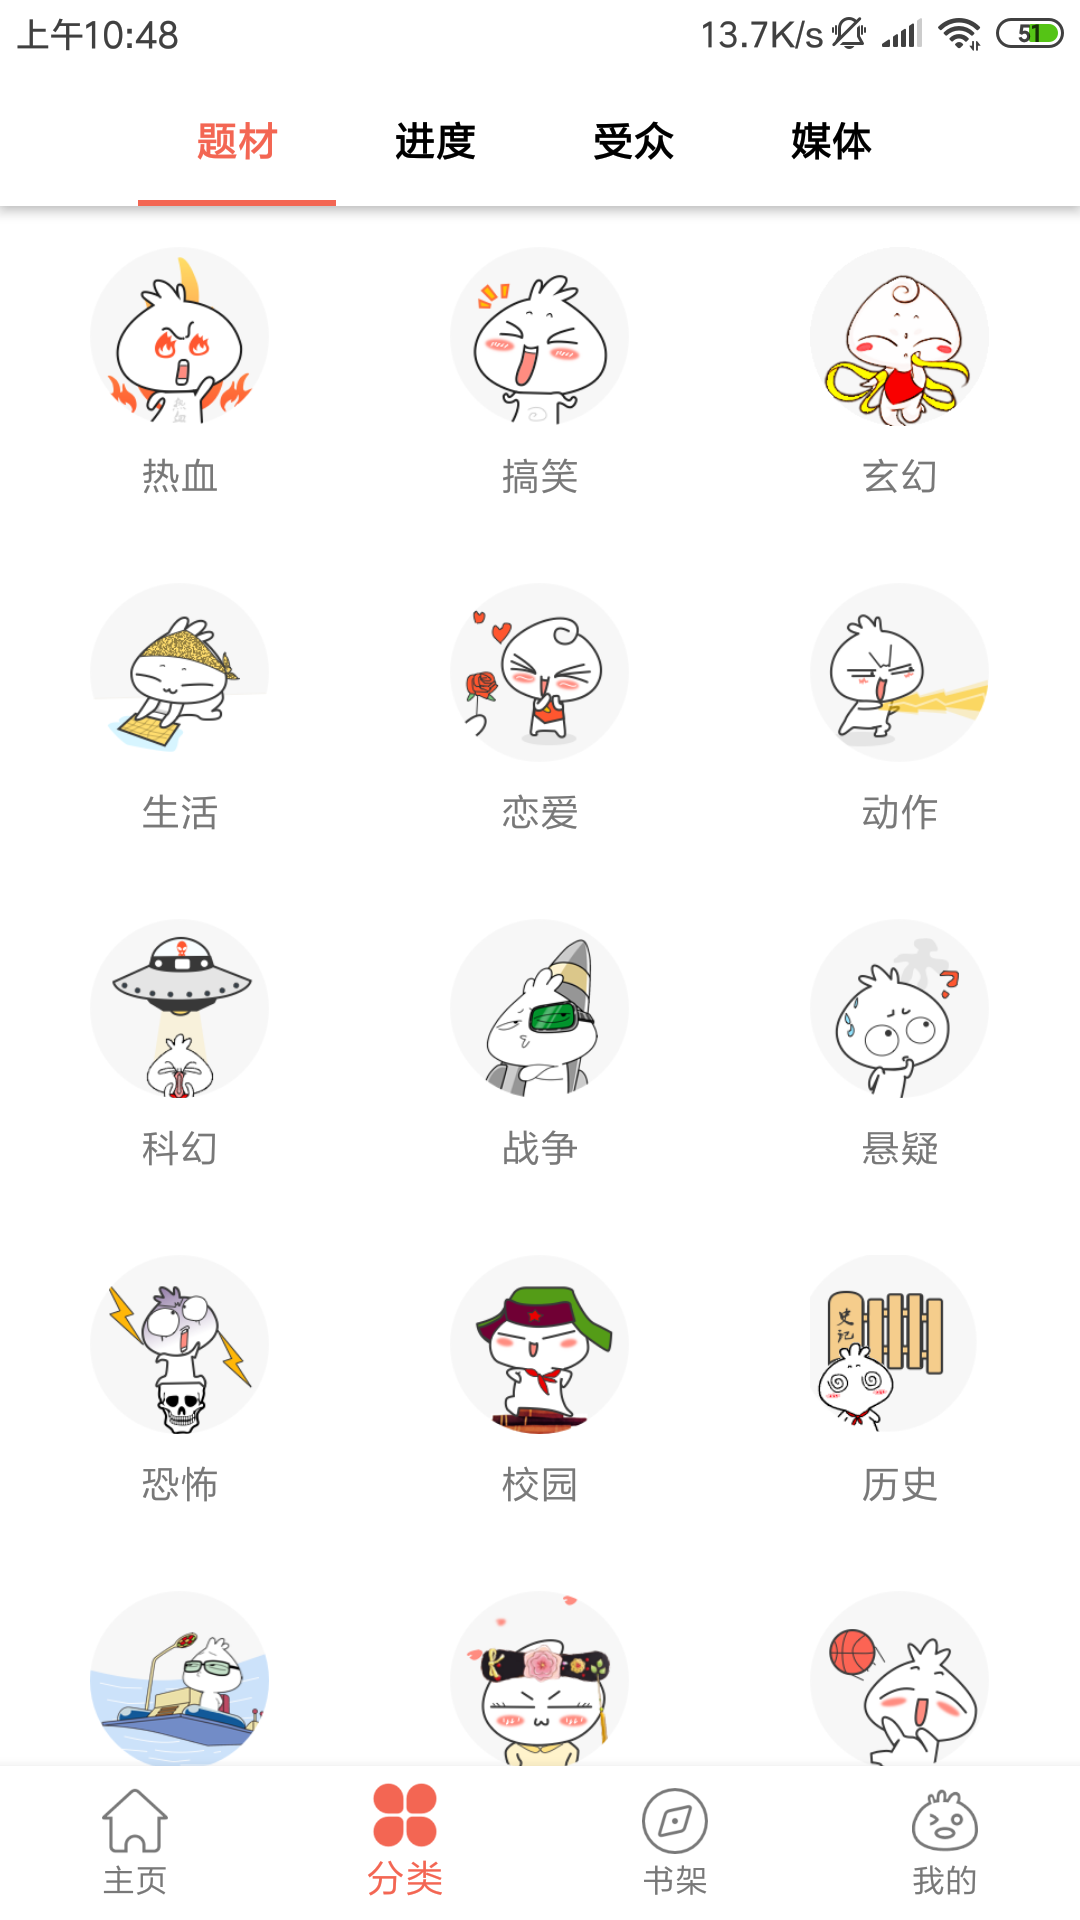 上午10:48
13.7K/s 51
题材 进度 受众 媒体
热血 搞笑 玄幻
生活 恋爱 动作
科幻 战争 悬疑
史记
恐怖 校园 历史
主页 分类 书架 我的